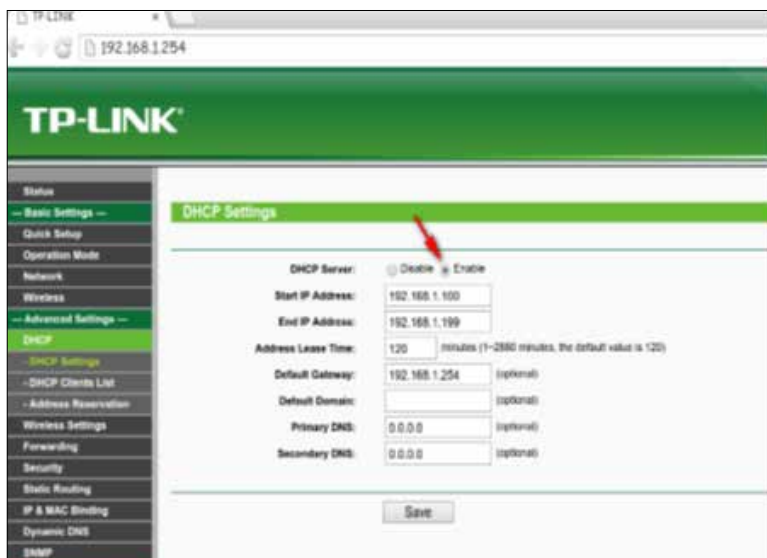 TP-LINK
192.168.1.254
TP-LINK
Status
— Basic Settings —
Quick Setup
Operation Mode
Network
Wireless
— Advanced Settings —
DHCP
- DHCP Settings
- DHCP Clients List
- Address Reservation
Wireless Settings
Forwarding
Security
Static Routing
IP & MAC Binding
Dynamic DNS
SNMP
DHCP Settings
DHCP Server: Disable Enable
Start IP Address: 192.168.1.100
End IP Address: 192.168.1.199
Address Lease Time: 120 minutes (1~2880 minutes, the default value is 120)
Default Gateway: 192.168.1.254 (optional)
Default Domain: (optional)
Primary DNS: 0.0.0.0 (optional)
Secondary DNS: 0.0.0.0 (optional)
Save